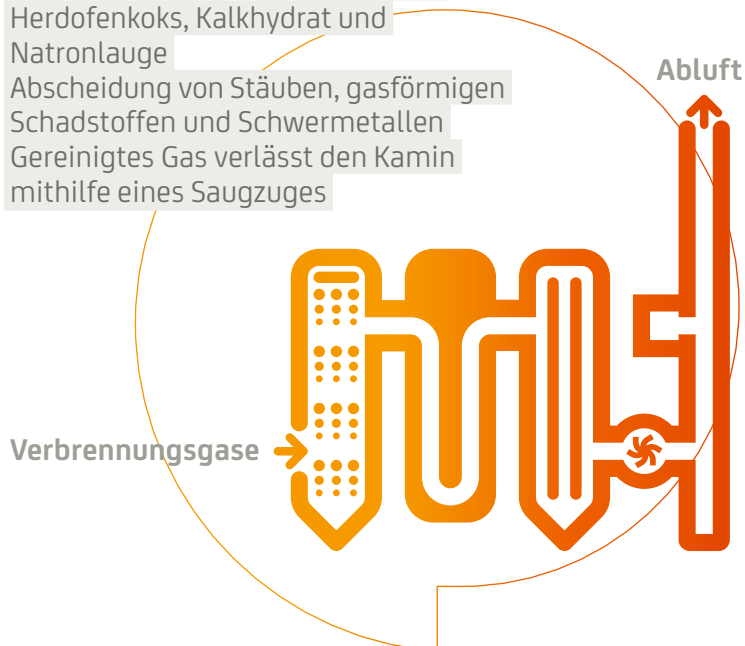 Herdofenkoks, Kalkhydrat und
Natronlauge
Abscheidung von Stäuben, gasförmigen
Schadstoffen und Schwermetallen
Gereinigtes Gas verlässt den Kamin
mithilfe eines Saugzuges
Abluft
Verbrennungsgase